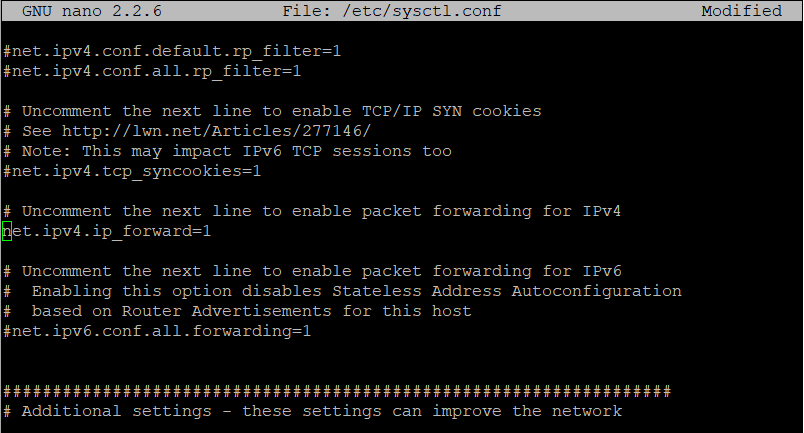 GNU nano 2.2.6 File: /etc/sysctl.conf Modified
#net.ipv4.conf.default.rp_filter=1
#net.ipv4.conf.all.rp_filter=1
# Uncomment the next line to enable TCP/IP SYN cookies
# See http://lwn.net/Articles/277146/
# Note: This may impact IPv6 TCP sessions too
#net.ipv4.tcp_syncookies=1
# Uncomment the next line to enable packet forwarding for IPv4
net.ipv4.ip_forward=1
# Uncomment the next line to enable packet forwarding for IPv6
#  Enabling this option disables Stateless Address Autoconfiguration
#  based on Router Advertisements for this host
#net.ipv6.conf.all.forwarding=1
###################################################################
# Additional settings - these settings can improve the network